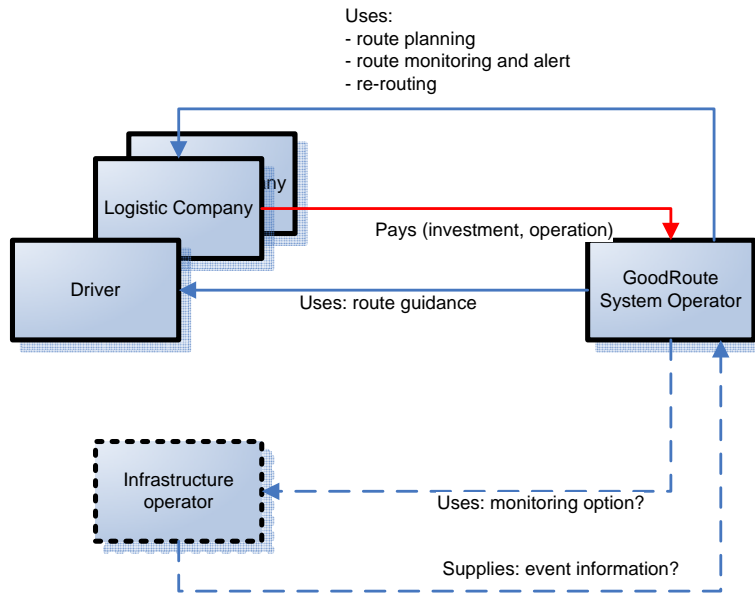 Uses:
- route planning
- route monitoring and alert
- re-routing
any
Logistic Company
Pays (investment, operation)
Driver
GoodRoute
System Operator
Uses: route guidance
Infrastructure
operator
Uses: monitoring option?
Supplies: event information?